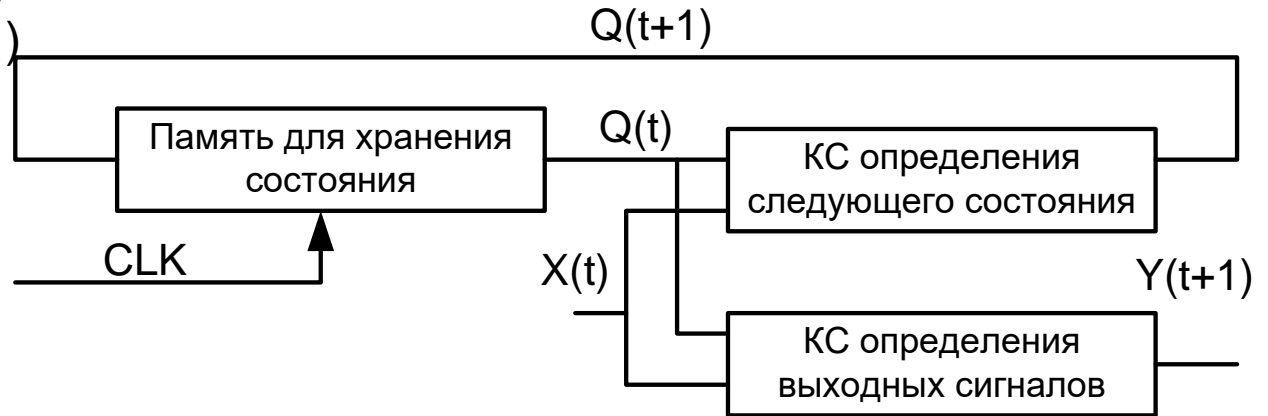 )
Q(t+1)
Память для хранения
состояния
Q(t)
КС определения
следующего состояния
CLK
X(t)
Y(t+1)
КС определения
выходных сигналов